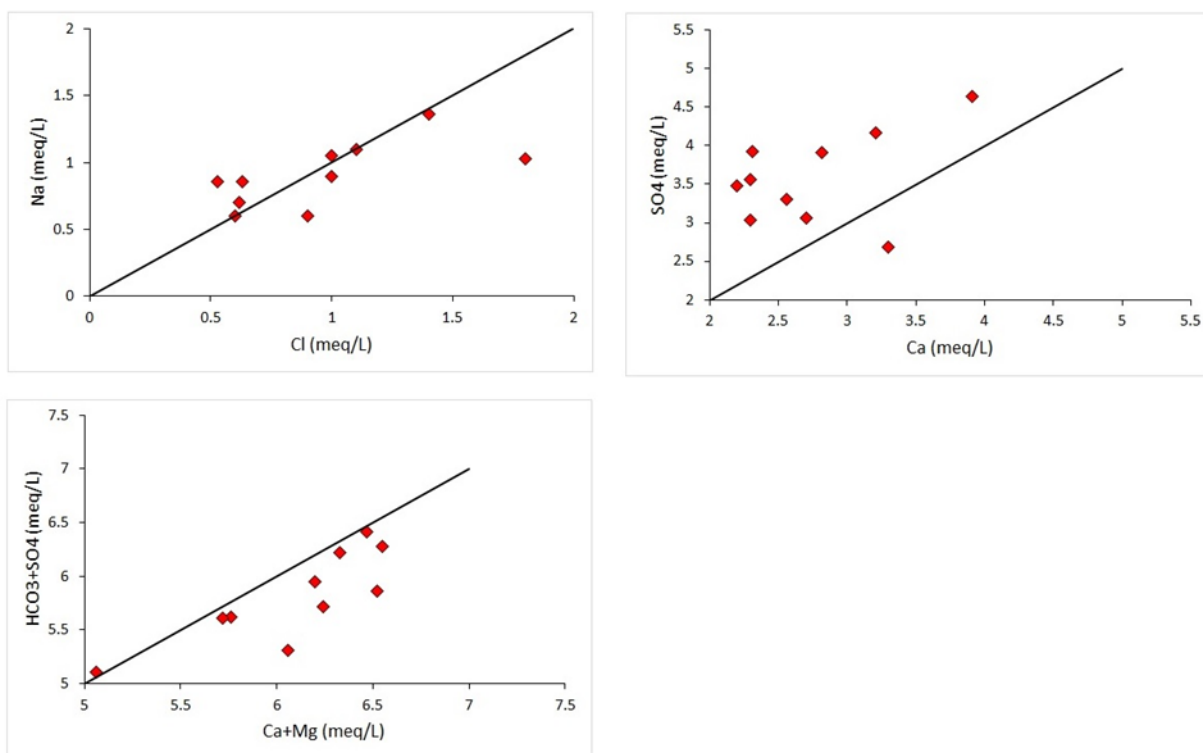 2
1.5
1
0.5
0
Na (meq/L)
0 0.5 1 1.5 2
Cl (meq/L)
5.5
5
4.5
4
3.5
3
2.5
2
SO4 (meq/L)
2 2.5 3 3.5 4 4.5 5 5.5
Ca (meq/L)
7.5
7
6.5
6
5.5
5
HCO3+SO4 (meq/L)
5 5.5 6 6.5 7 7.5
Ca+Mg (meq/L)